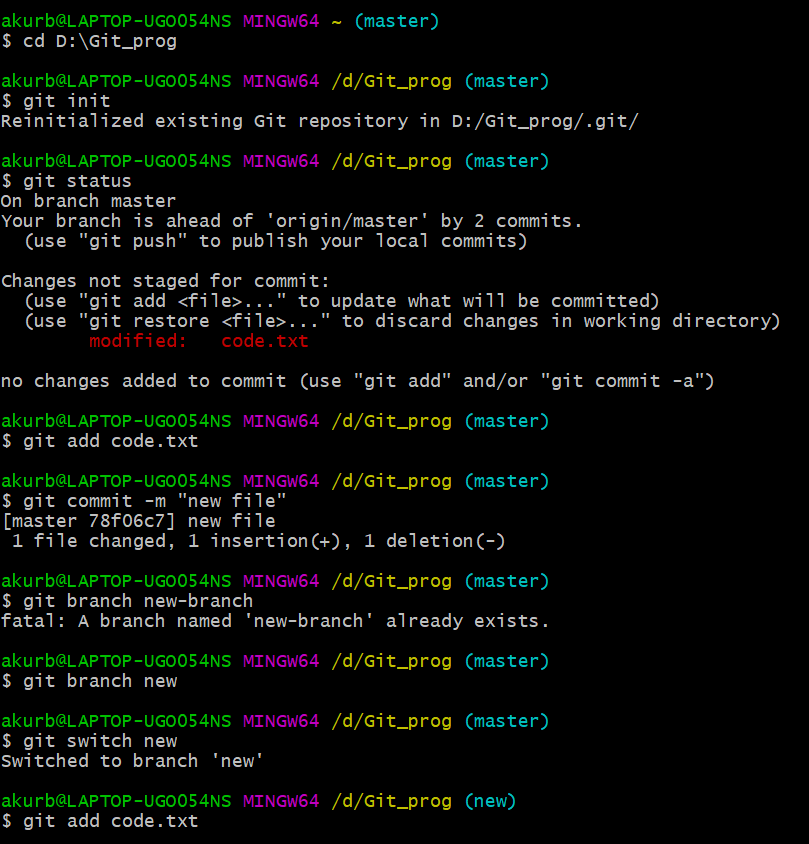 akurb@LAPTOP-UGO054NS MINGW64 ~ (master)
$ cd D:\Git_prog
akurb@LAPTOP-UGO054NS MINGW64 /d/Git_prog (master)
$ git init
Reinitialized existing Git repository in D:/Git_prog/.git/
akurb@LAPTOP-UGO054NS MINGW64 /d/Git_prog (master)
$ git status
On branch master
Your branch is ahead of 'origin/master' by 2 commits.
  (use "git push" to publish your local commits)
Changes not staged for commit:
  (use "git add <file>..." to update what will be committed)
  (use "git restore <file>..." to discard changes in working directory)
        modified:   code.txt
no changes added to commit (use "git add" and/or "git commit -a")
akurb@LAPTOP-UGO054NS MINGW64 /d/Git_prog (master)
$ git add code.txt
akurb@LAPTOP-UGO054NS MINGW64 /d/Git_prog (master)
$ git commit -m "new file"
[master 78f06c7] new file
 1 file changed, 1 insertion(+), 1 deletion(-)
akurb@LAPTOP-UGO054NS MINGW64 /d/Git_prog (master)
$ git branch new-branch
fatal: A branch named 'new-branch' already exists.
akurb@LAPTOP-UGO054NS MINGW64 /d/Git_prog (master)
$ git branch new
akurb@LAPTOP-UGO054NS MINGW64 /d/Git_prog (master)
$ git switch new
Switched to branch 'new'
akurb@LAPTOP-UGO054NS MINGW64 /d/Git_prog (new)
$ git add code.txt